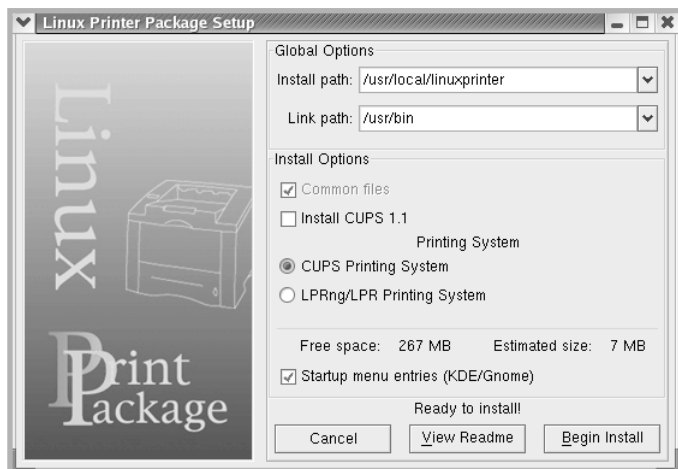 Linux Printer Package Setup
Linux
Print
Package
Global Options
Install path: /usr/local/linuxprinter
Link path: /usr/bin
Install Options
Common files
Install CUPS 1.1
Printing System
CUPS Printing System
LPRng/LPR Printing System
Free space: 267 MB Estimated size: 7 MB
Startup menu entries (KDE/Gnome)
Ready to install!
Cancel View Readme Begin Install